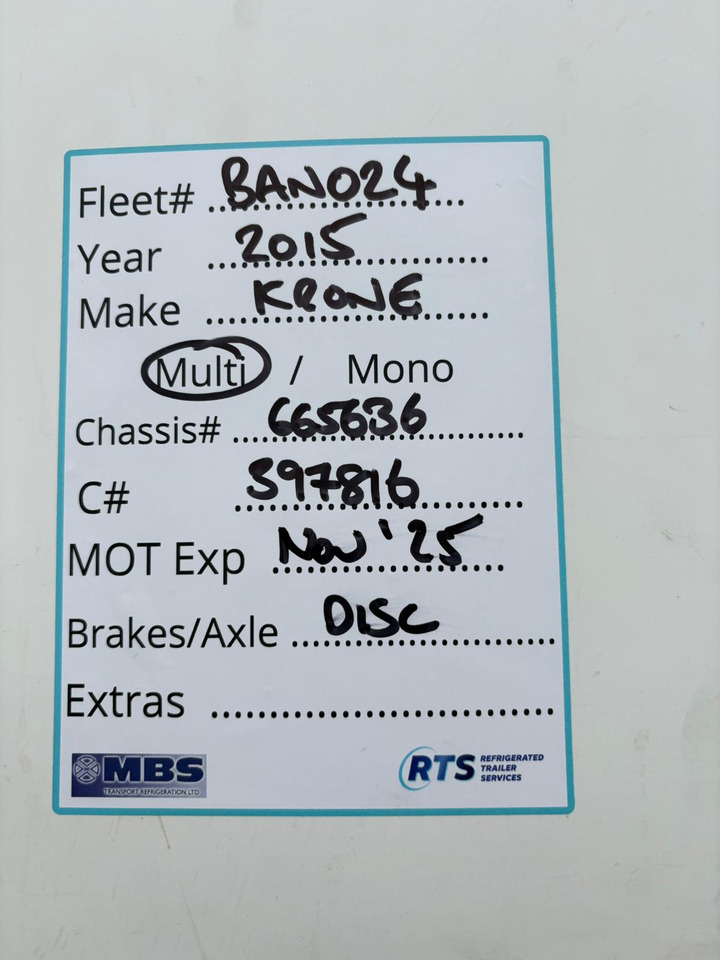 Fleet# BAN024
Year 2015
Make KRONE
Multi / Mono
Chassis# 665636
C# 397816
MOT Exp Nov '25
Brakes/Axle DISC
Extras
MBS
TRANSPORT REFRIGERATION LTD
RTS REFRIGERATED
TRAILER
SERVICES